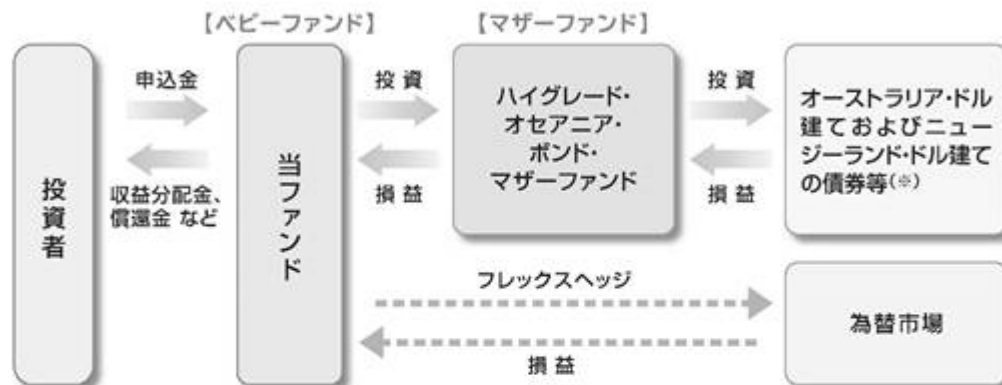 【ベビーファンド】
【マザーファンド】
投資者
申込金
収益分配金、
償還金 など
当ファンド
投 資
損 益
ハイグレード・
オセアニア・
ボンド・
マザーファンド
投 資
損 益
オーストラリア・ドル
建ておよびニュー
ジーランド・ドル建て
の債券等(※)
フレックスヘッジ
損 益
為替市場